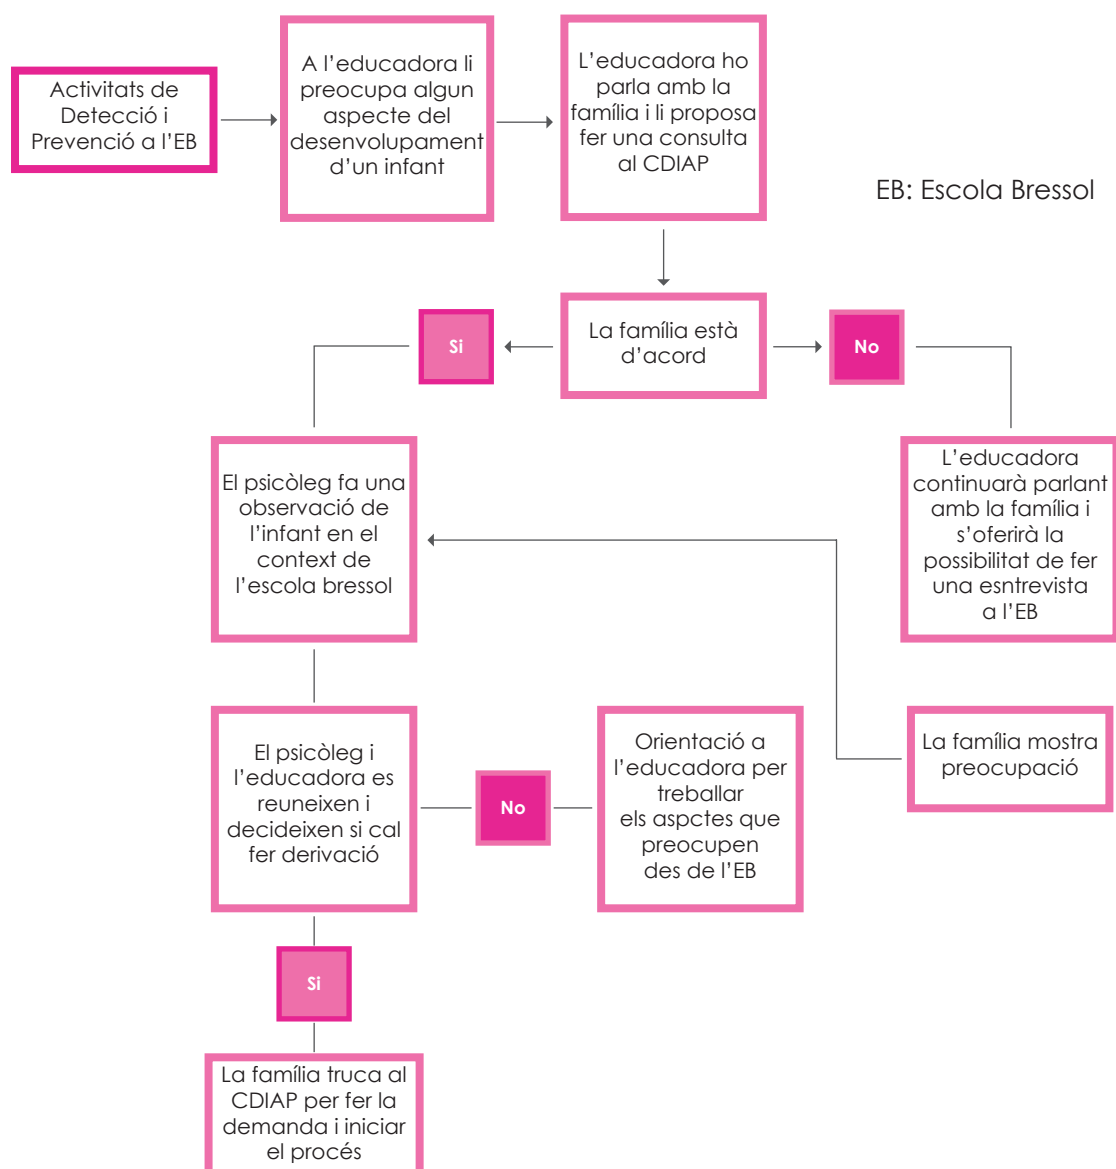 Activitats de
Detecció i
Prevenció a l’EB
A l’educadora li
preocupa algun
aspecte del
desenvolupament
d’un infant
L’educadora ho
parla amb la
família i li proposa
fer una consulta
al CDIAP
EB: Escola Bressol
Si
La família està
d’acord
No
El psicòleg fa una
observació de
l’infant en el
context de
l’escola bressol
L’educadora
continuarà parlant
amb la família i
s’oferirà la
possibilitat de fer
una esntrevista
a l’EB
El psicòleg i
l’educadora es
reuneixen i
decideixen si cal
fer derivació
No
Orientació a
l’educadora per
treballar
els aspctes que
preocupen
des de l’EB
La família mostra
preocupació
Si
La família truca al
CDIAP per fer la
demanda i iniciar
el procés